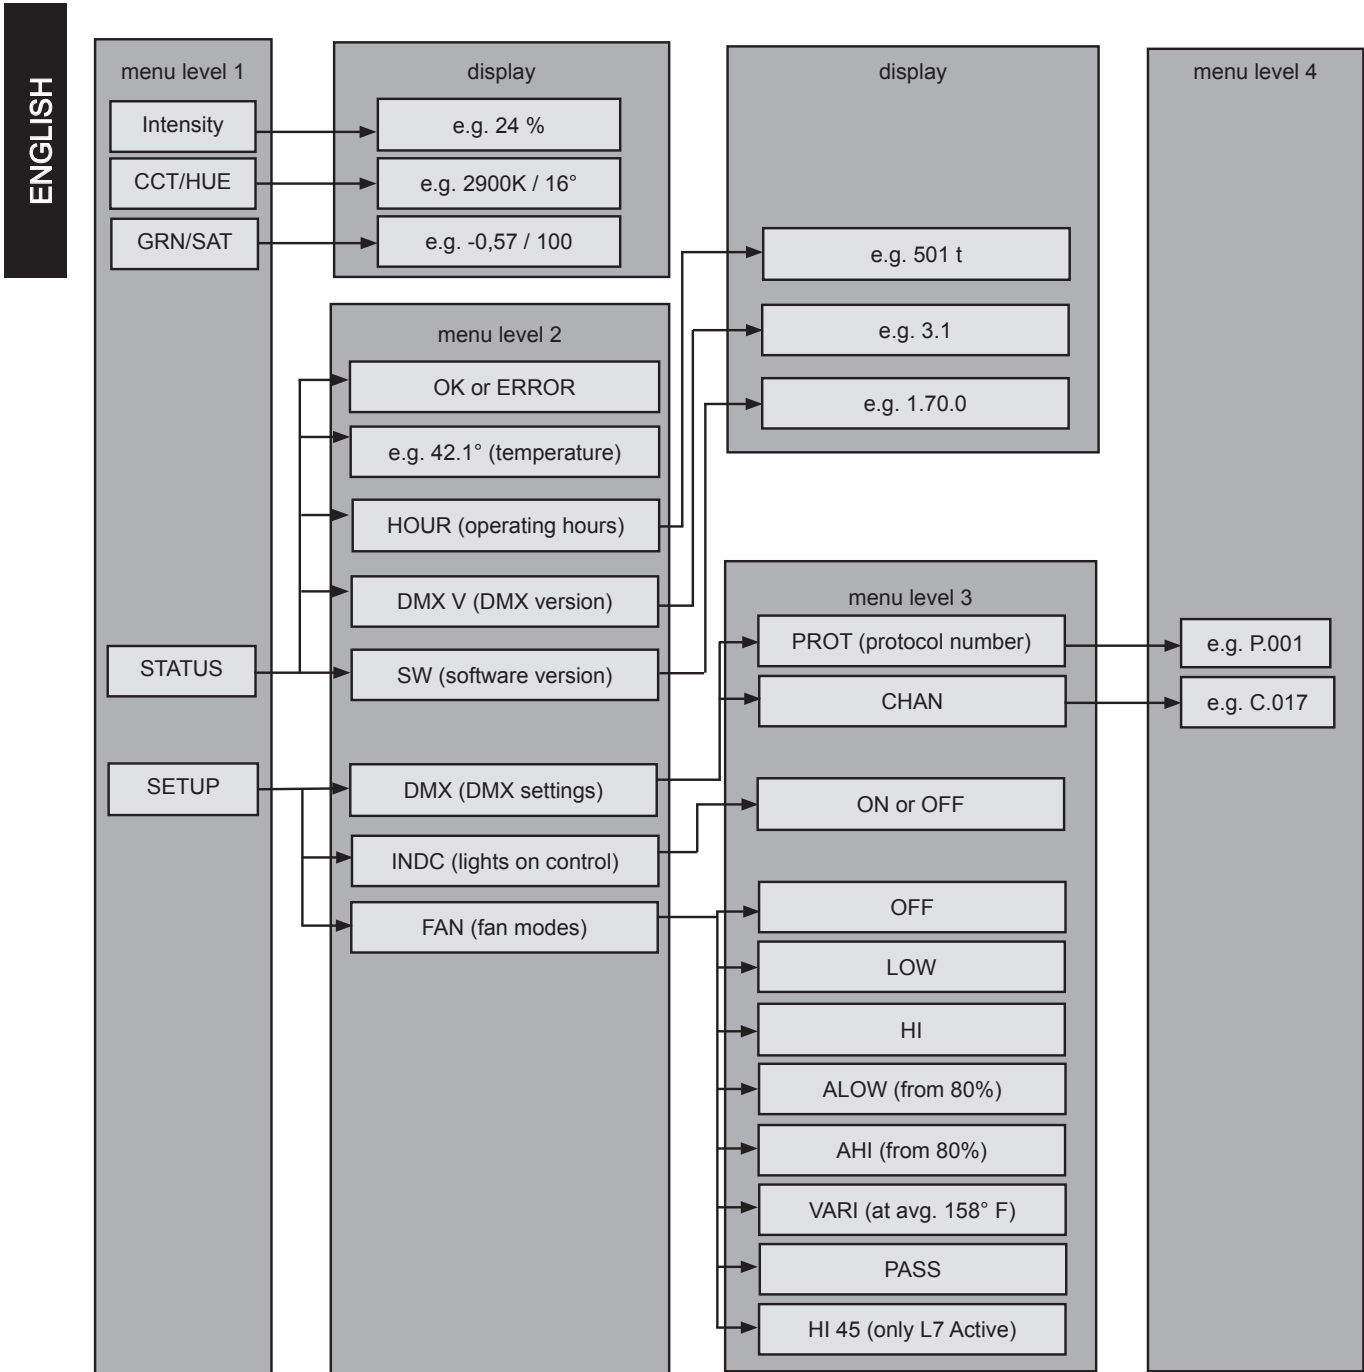 ENGLISH
menu level 1
Intensity
CCT/HUE
GRN/SAT
STATUS
SETUP
display
e.g. 24 %
e.g. 2900K / 16°
e.g. -0,57 / 100
menu level 2
OK or ERROR
e.g. 42.1° (temperature)
HOUR (operating hours)
DMX V (DMX version)
SW (software version)
DMX (DMX settings)
INDC (lights on control)
FAN (fan modes)
display
e.g. 501 t
e.g. 3.1
e.g. 1.70.0
menu level 3
PROT (protocol number)
CHAN
ON or OFF
OFF
LOW
HI
ALOW (from 80%)
AHI (from 80%)
VARI (at avg. 158° F)
PASS
HI 45 (only L7 Active)
menu level 4
e.g. P.001
e.g. C.017